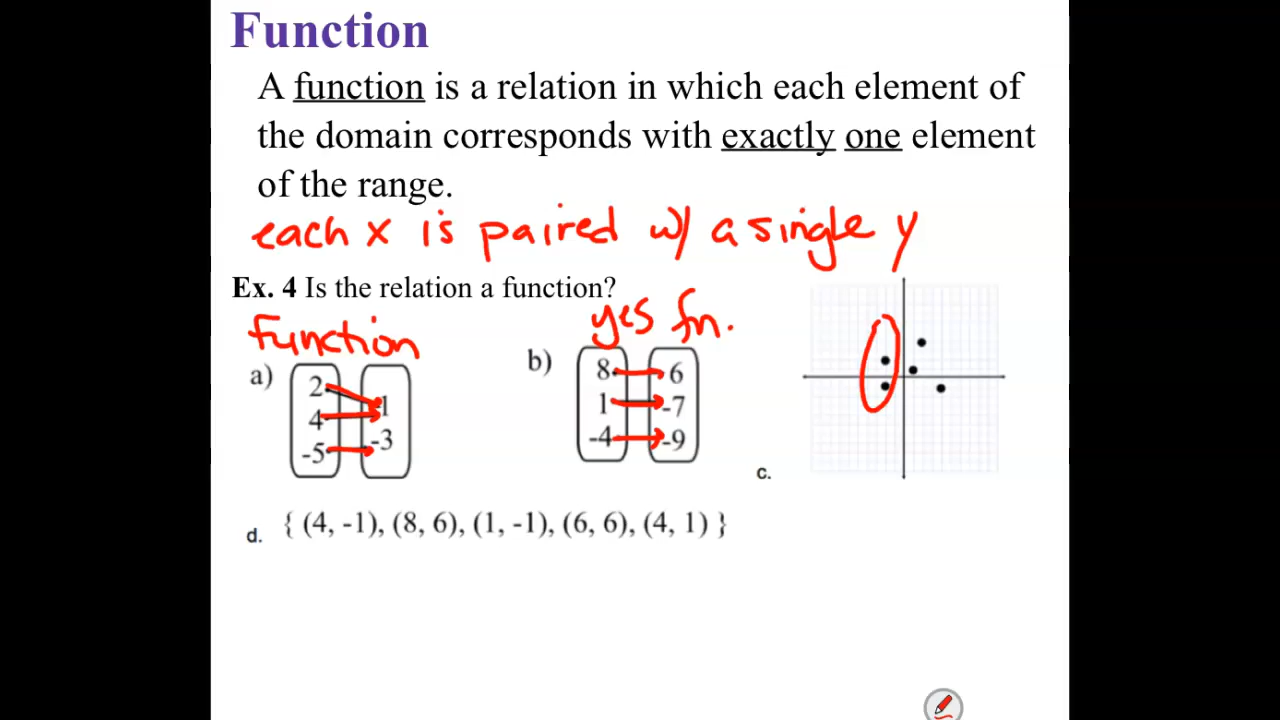 Function
A function is a relation in which each element of
the domain corresponds with exactly one element
of the range.
each x is paired w/ a single y
Ex. 4 Is the relation a function?
function
yes fn.
a)
2
4
-5
1
-3
b)
8
1
-4
6
-7
-9
c.
d. { (4, -1), (8, 6), (1, -1), (6, 6), (4, 1) }